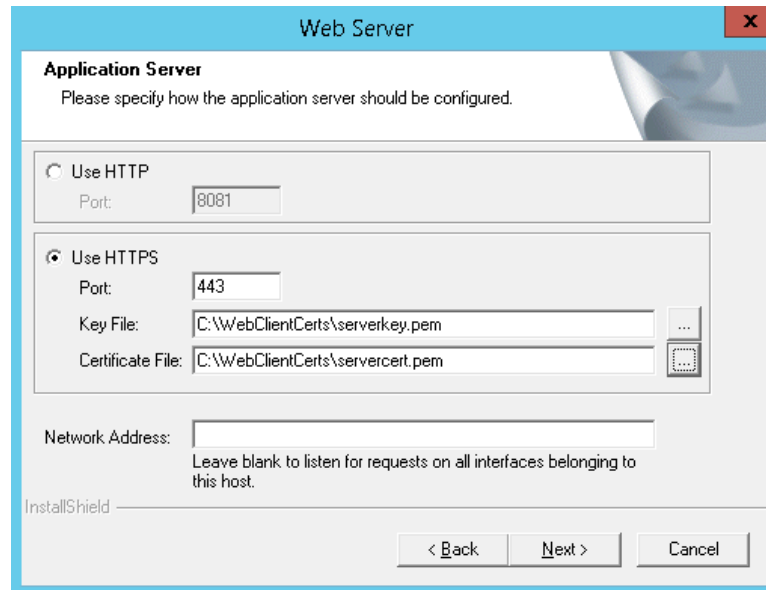 Web Server
x
Application Server
Please specify how the application server should be configured.
Use HTTP
Port: 8081
Use HTTPS
Port: 443
Key File: C:\WebClientCerts\serverkey.pem ...
Certificate File: C:\WebClientCerts\servercert.pem ...
Network Address:
Leave blank to listen for requests on all interfaces belonging to
this host.
InstallShield
< Back Next > Cancel